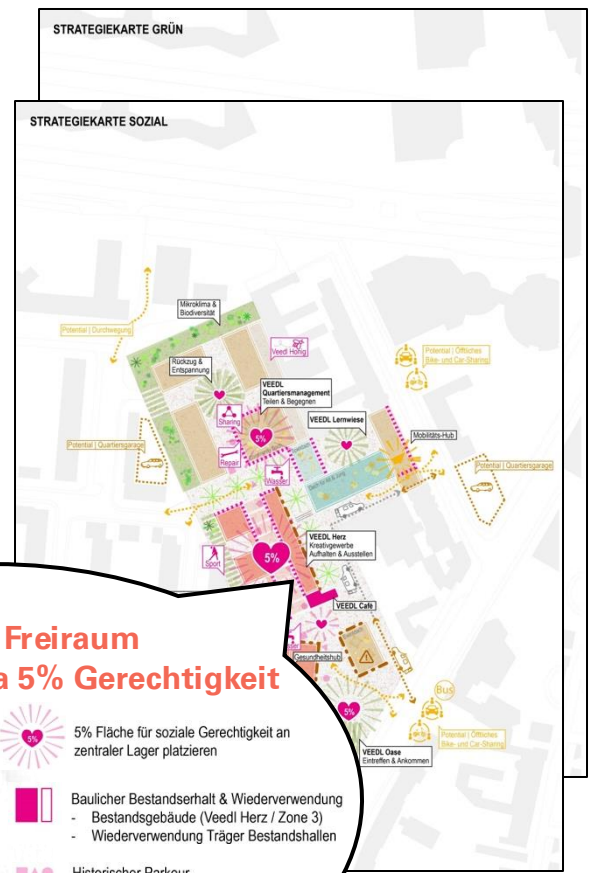 STRATEGIEKARTE GRÜN
STRATEGIEKARTE SOZIAL
Mikroklima &
Biodiversität
Potential | Durchwegung
Veedl Honig
Rückzug &
Entspannung
Potential | Öfftliches
Bike- und Car-Sharing
VEEDL
Quartiersmanagement
Teilen & Begegnen
Sharing
VEEDL Lernwiese
5%
Mobilitäts-Hub
Potential | Quartiersgarage
Repair
Wasser
Potential | Quartiersgarage
VEEDL Herz
Kreativgewerbe
Aufhalten & Ausstellen
Sport
5%
VEEDL Café
Freiraum
a 5% Gerechtigkeit
Gesundheitshub
Bus
5%
Potential | Öfftliches
Bike- und Car-Sharing
VEEDL Oase
Eintreffen & Ankommen
5%
5% Fläche für soziale Gerechtigkeit an
zentraler Lager platzieren
Baulicher Bestandserhalt & Wiederverwendung
- Bestandsgebäude (Veedl Herz / Zone 3)
- Wiederverwendung Träger Bestandshallen
Historischer Parkour